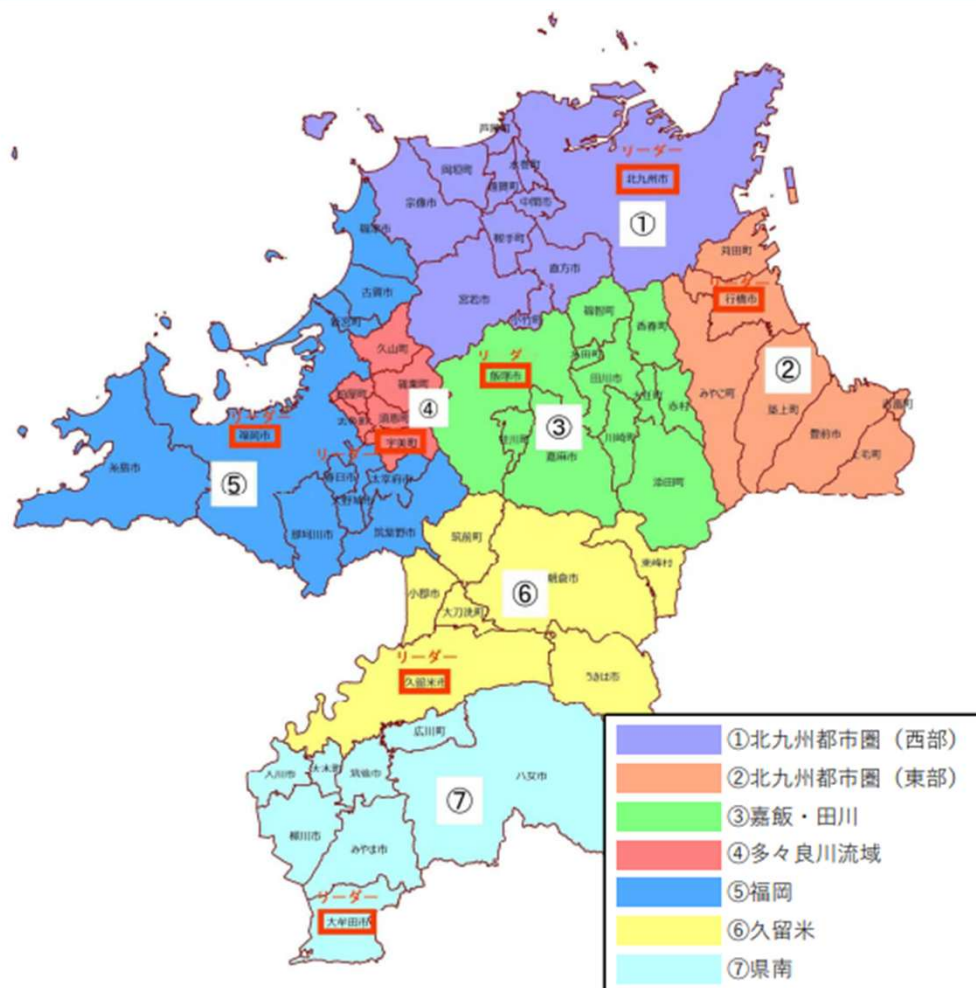 芦屋町
水巻町
岡垣町
遠賀町
リーダー
北九州市
宗像市
中間市
①
鞍手町
福津市
苅田町
直方市
リーダー
古賀市
宮若市
行橋市
小竹町
福智町
香春町
新宮町
久山町
リーダー
糸田町
②
飯塚市
田川市
みやこ町
大任町
赤村
篠栗町
粕屋町
築上町
吉富町
④
須恵町
リーダー
志免町
福岡市
宇美町
③
桂川町
川崎町
豊前市
リーダー
嘉麻市
上毛町
糸島市
春日市
太宰府市
⑤
大野城市
添田町
那珂川市
筑紫野市
筑前町
東峰村
朝倉市
小郡市
⑥
大刀洗町
リーダー
うきは市
久留米市
広川町
大木町
大川市
筑後市
八女市
⑦
柳川市
みやま市
リーダー
大牟田市
①北九州都市圏（西部）
②北九州都市圏（東部）
③嘉飯・田川
④多々良川流域
⑤福岡
⑥久留米
⑦県南